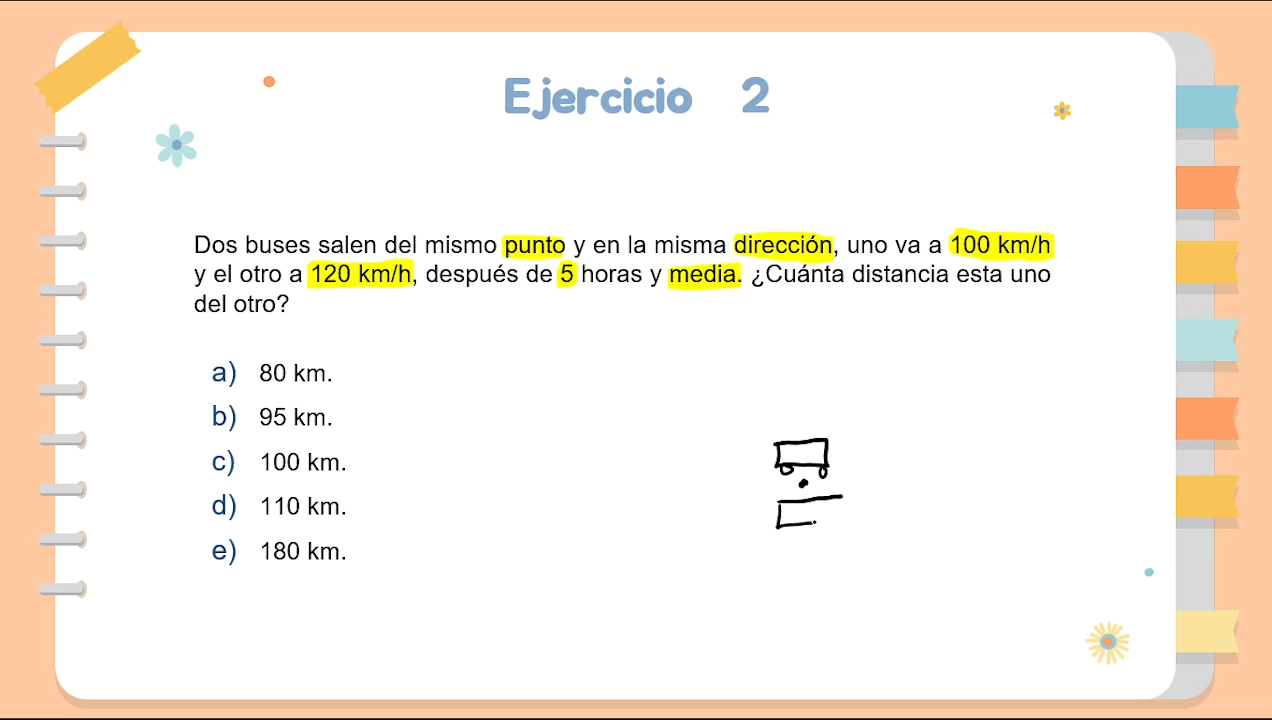 Ejercicio 2
Dos buses salen del mismo punto y en la misma dirección, uno va a 100 km/h
y el otro a 120 km/h, después de 5 horas y media. ¿Cuánta distancia esta uno
del otro?
a) 80 km.
b) 95 km.
c) 100 km.
d) 110 km.
e) 180 km.